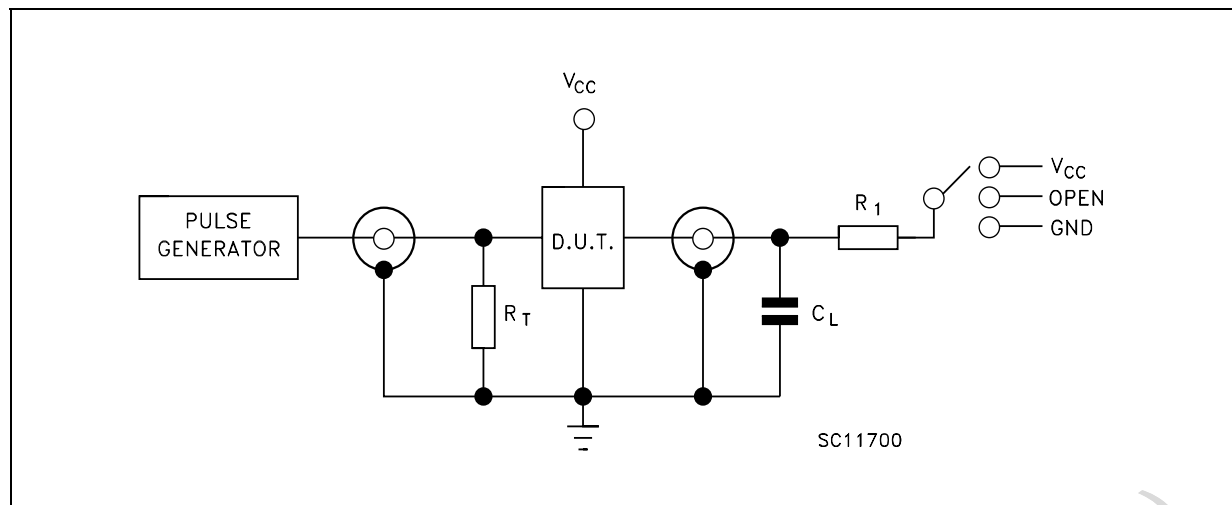 VCC
PULSE
GENERATOR
D.U.T.
RT
R1
CL
VCC
OPEN
GND
SC11700